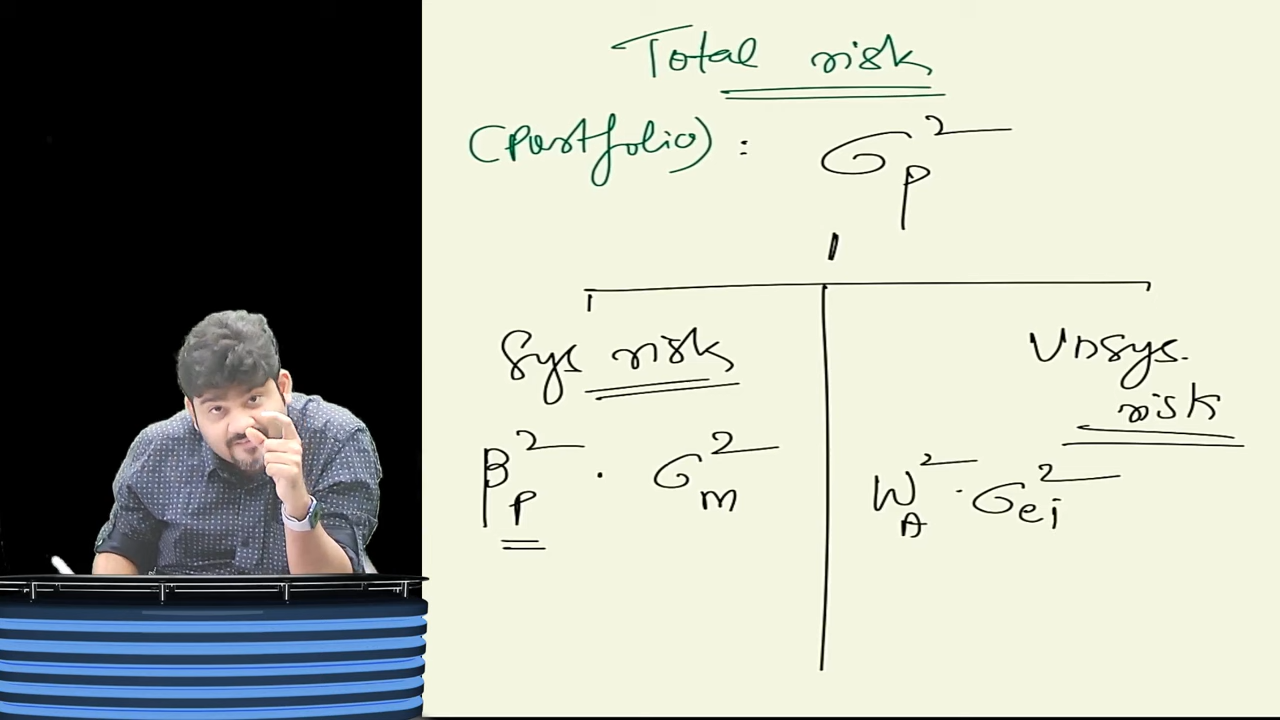 Total risk
(Portfolio) : σp²
Sys risk
Unsys.
risk
βp² . σm²
WA² . σei²